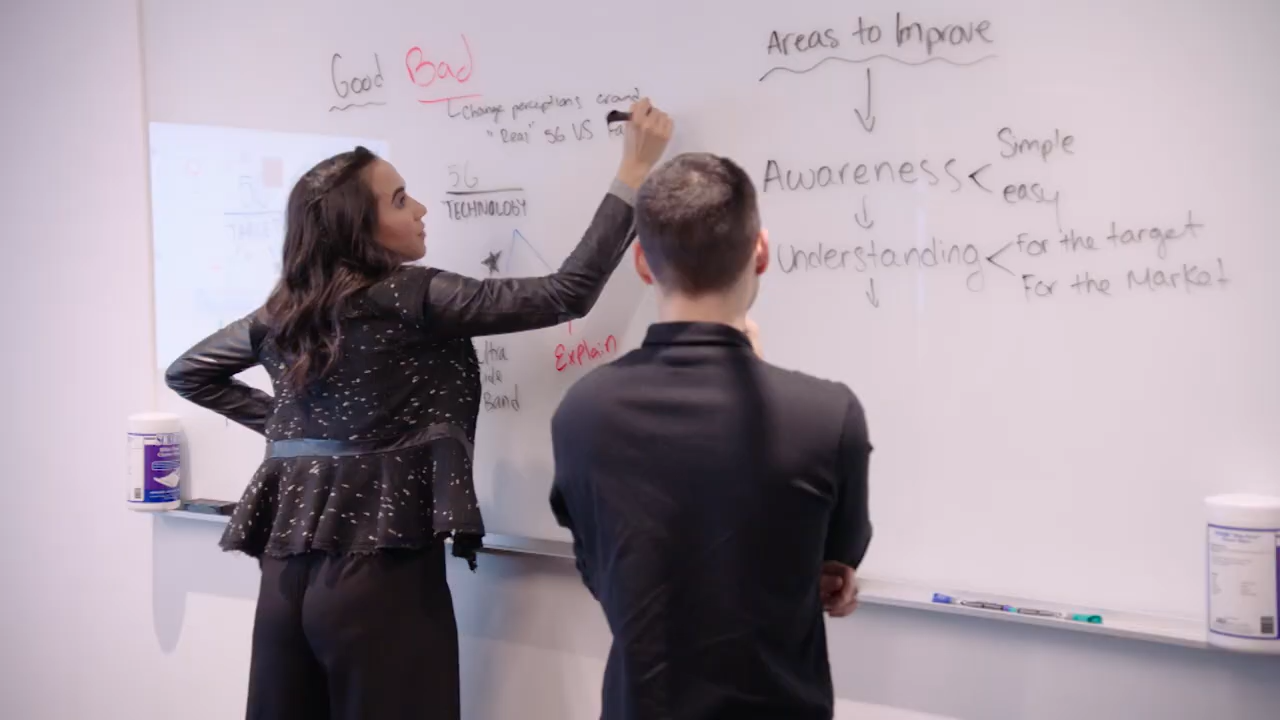 Good Bad
Change perceptions around
"Real" 5G VS Fa
5G
TECHNOLOGY
Explain
Band
Areas to Improve
Awareness < Simple
easy
Understanding < For the target
For the Market